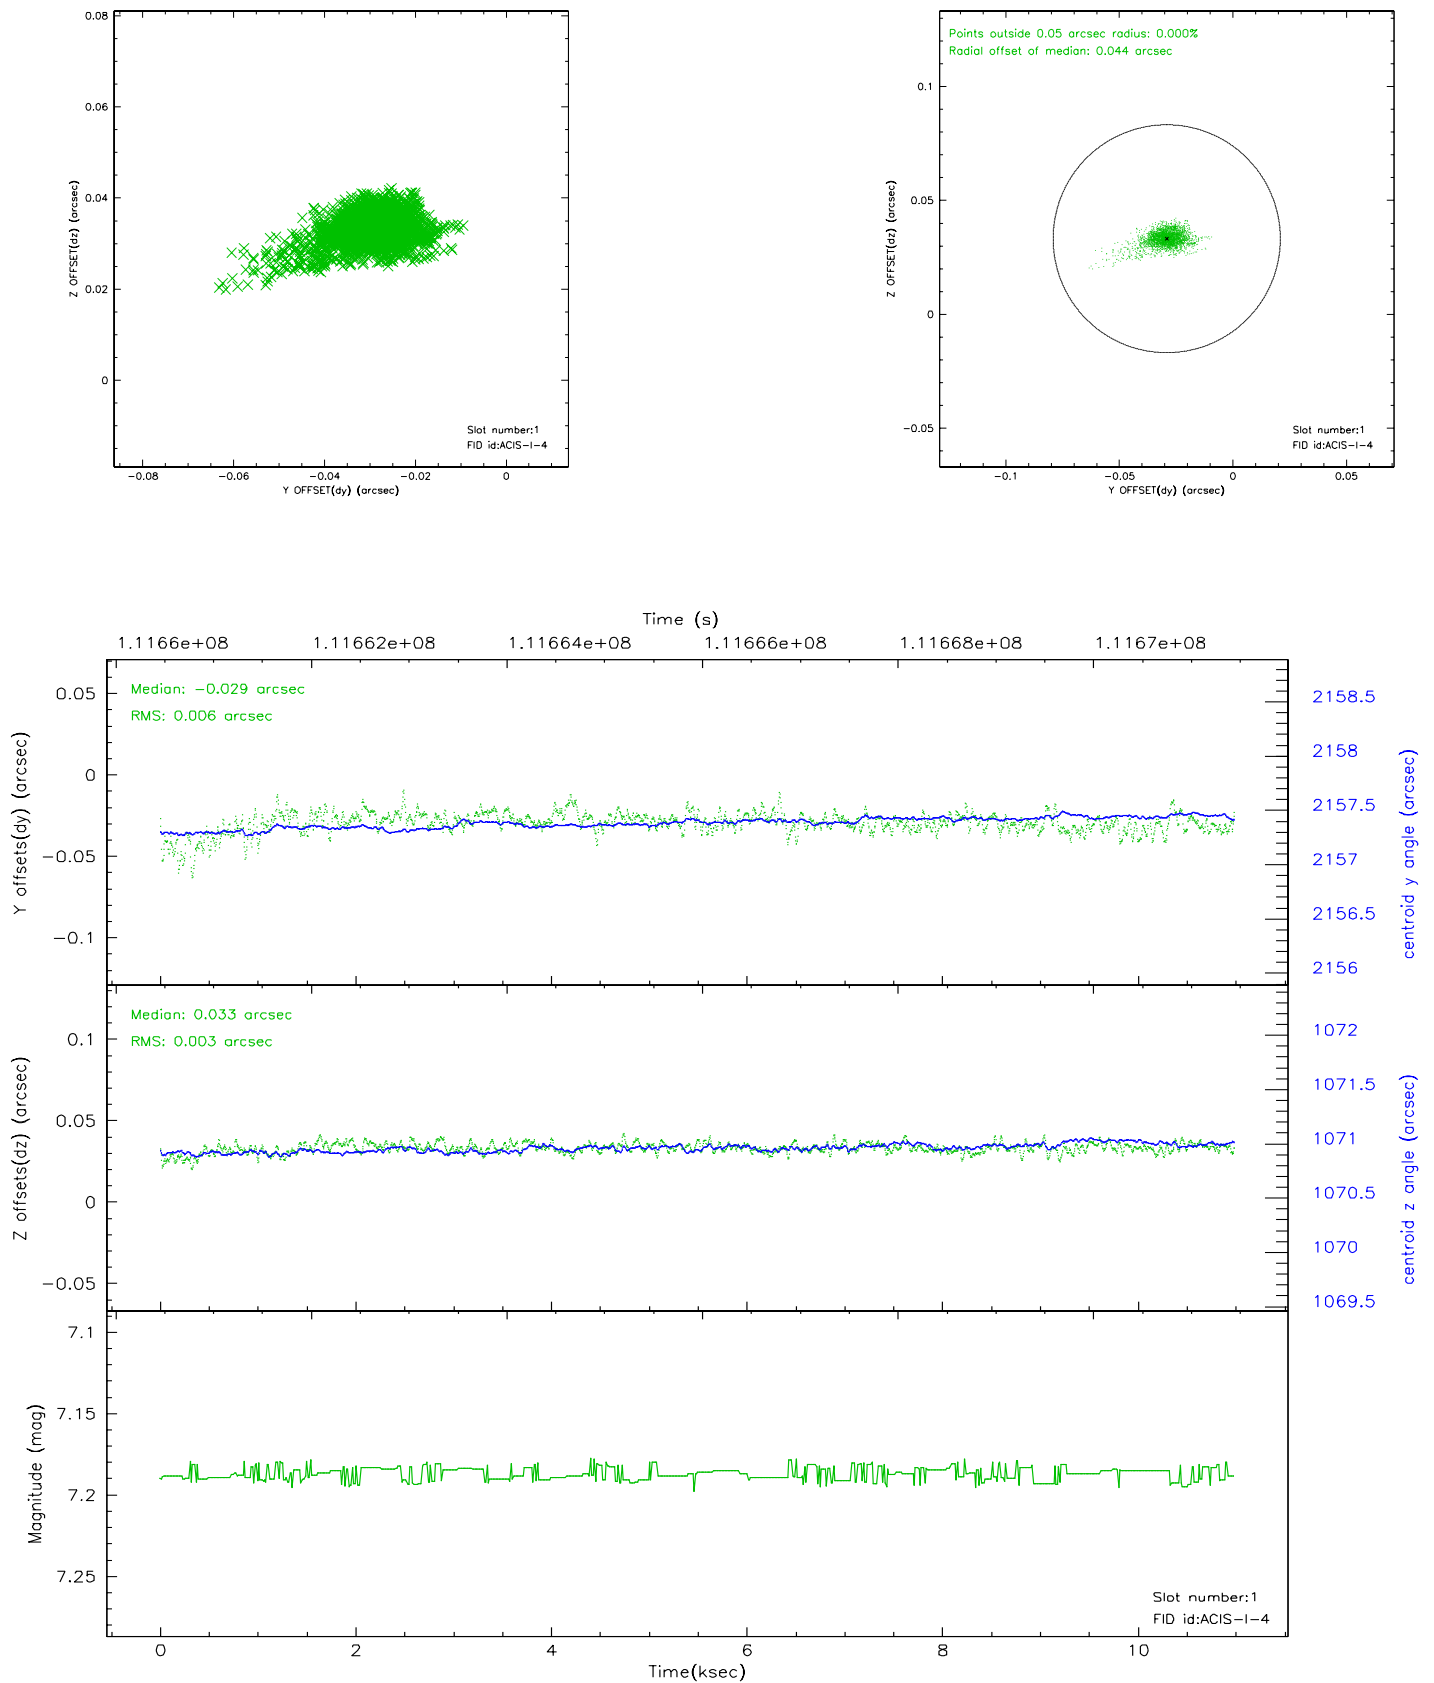 0.08
0.06
0.04
0.02
0
Z OFFSET(dz) (arcsec)
Slot number:1
FID id:ACIS-I-4
-0.08
-0.06
-0.04
-0.02
0
Y OFFSET(dy) (arcsec)
Points outside 0.05 arcsec radius: 0.000%
Radial offset of median: 0.044 arcsec
0.1
0.05
0
-0.05
Z OFFSET(dz) (arcsec)
Slot number:1
FID id:ACIS-I-4
-0.1
-0.05
0
0.05
Y OFFSET(dy) (arcsec)
Time (s)
1.1166e+08
1.11662e+08
1.11664e+08
1.11666e+08
1.11668e+08
1.1167e+08
Median: -0.029 arcsec
RMS: 0.006 arcsec
0.05
0
-0.05
-0.1
Y offsets(dy) (arcsec)
2158.5
2158
2157.5
2157
2156.5
2156
centroid y angle (arcsec)
Median: 0.033 arcsec
RMS: 0.003 arcsec
0.1
0.05
0
-0.05
Z offsets(dz) (arcsec)
1072
1071.5
1071
1070.5
1070
1069.5
centroid z angle (arcsec)
7.1
7.15
7.2
7.25
Magnitude (mag)
Slot number:1
FID id:ACIS-I-4
0
2
4
6
8
10
Time(ksec)